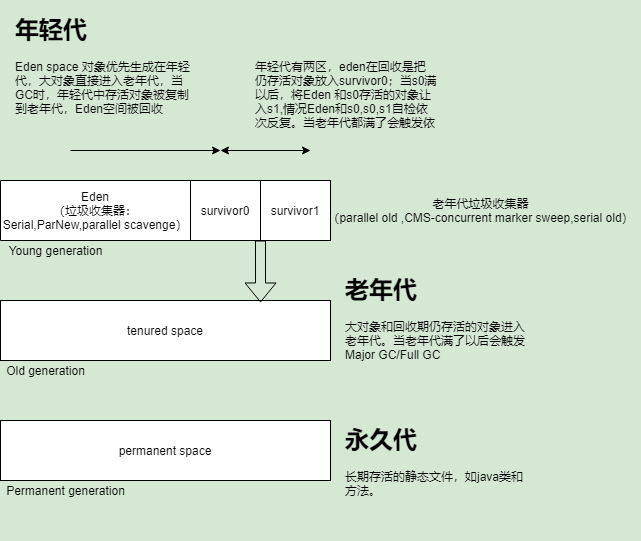 年轻代
Eden space 对象优先生成在年轻
代，大对象直接进入老年代，当
GC时，年轻代中存活对象被复制
到老年代，Eden空间被回收
年轻代有两区，eden在回收是把
仍存活对象放入survivor0；当s0满
以后，将Eden 和s0存活的对象让
入s1,情况Eden和s0,s0,s1自检依
次反复。当老年代都满了会触发依
Eden
（垃圾收集器：
Serial,ParNew,parallel scavenge）
survivor0
survivor1
老年代垃圾收集器
（parallel old ,CMS-concurrent marker sweep,serial old）
Young generation
老年代
tenured space
大对象和回收期仍存活的对象进入
老年代。当老年代满了以后会触发
Major GC/Full GC
Old generation
永久代
permanent space
长期存活的静态文件，如java类和
方法。
Permanent generation